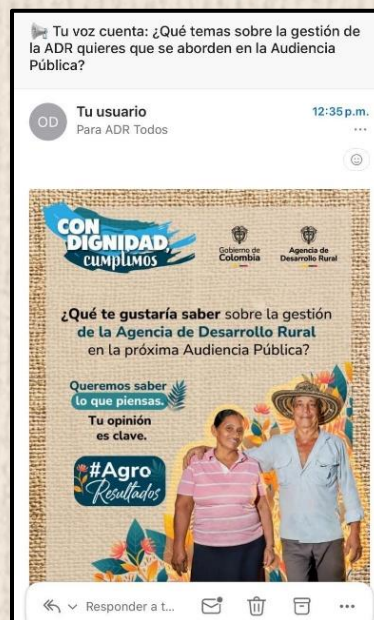 Tu voz cuenta: ¿Qué temas sobre la gestión de
la ADR quieres que se aborden en la Audiencia
Pública?
OD
Tu usuario
12:35 p.m.
Para ADR Todos
CON
DIGNIDAD
cumplimos
Gobierno de
Colombia
Agencia de
Desarrollo Rural
¿Qué te gustaría saber sobre la gestión
de la Agencia de Desarrollo Rural
en la próxima Audiencia Pública?
Queremos saber
lo que piensas.
Tu opinión
es clave.
#Agro
Resultados
Responder a t...